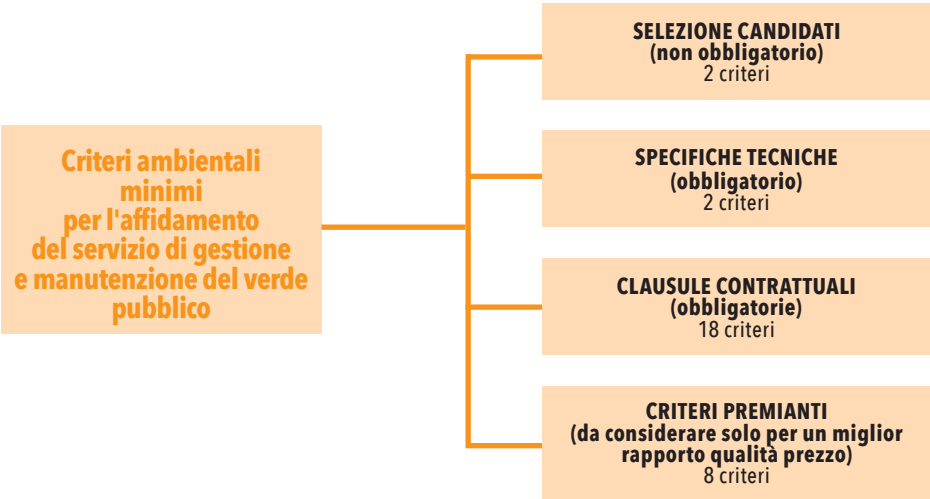 Criteri ambientali
minimi
per l'affidamento
del servizio di gestione
e manutenzione del verde
pubblico
SELEZIONE CANDIDATI
(non obbligatorio)
2 criteri
SPECIFICHE TECNICHE
(obbligatorio)
2 criteri
CLAUSULE CONTRATTUALI
(obbligatorie)
18 criteri
CRITERI PREMIANTI
(da considerare solo per un miglior
rapporto qualità prezzo)
8 criteri